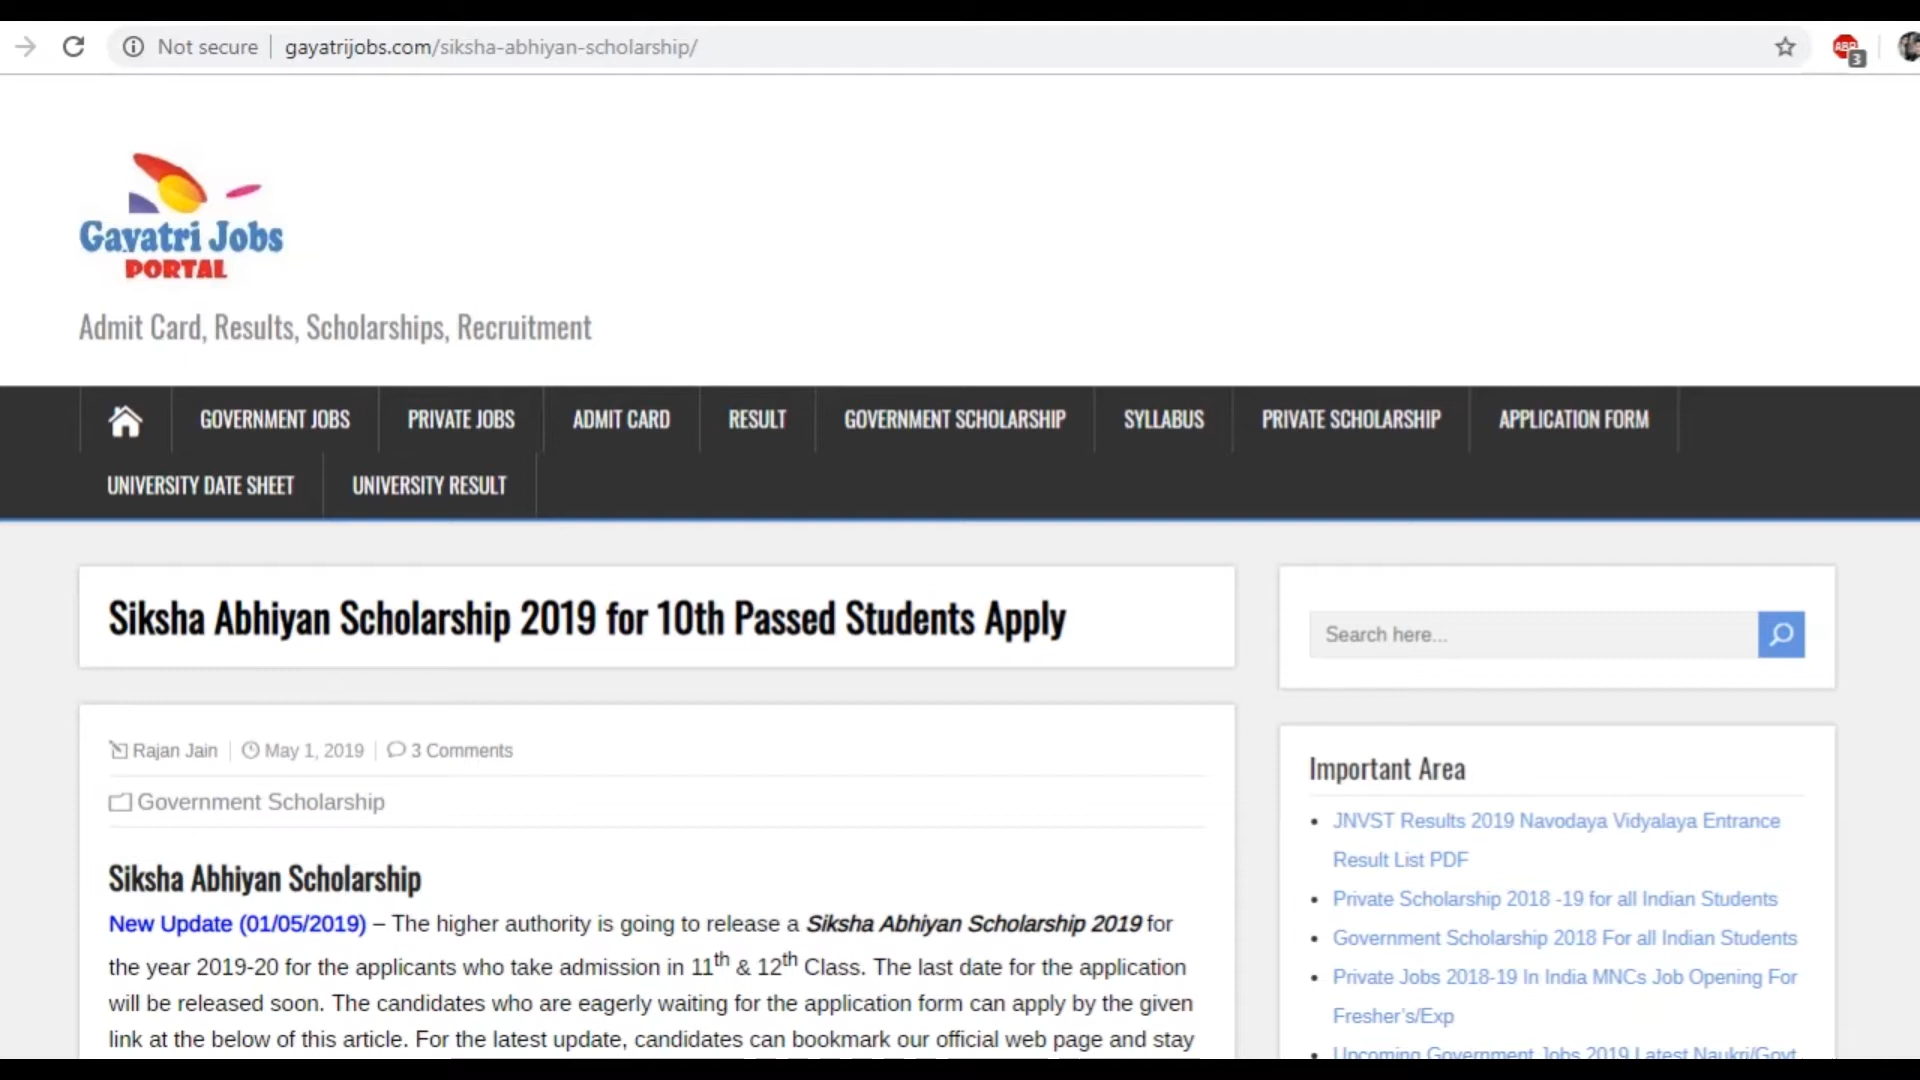 Not secure gayatrijobs.com/siksha-abhiyan-scholarship/
ABP
3
Gayatri Jobs
PORTAL
Admit Card, Results, Scholarships, Recruitment
GOVERNMENT JOBS PRIVATE JOBS ADMIT CARD RESULT GOVERNMENT SCHOLARSHIP SYLLABUS PRIVATE SCHOLARSHIP APPLICATION FORM
UNIVERSITY DATE SHEET UNIVERSITY RESULT
Siksha Abhiyan Scholarship 2019 for 10th Passed Students Apply
Rajan Jain May 1, 2019 3 Comments
Government Scholarship
Siksha Abhiyan Scholarship
New Update (01/05/2019) – The higher authority is going to release a Siksha Abhiyan Scholarship 2019 for
the year 2019-20 for the applicants who take admission in 11th & 12th Class. The last date for the application
will be released soon. The candidates who are eagerly waiting for the application form can apply by the given
link at the below of this article. For the latest update, candidates can bookmark our official web page and stay
Search here...
Important Area
JNVST Results 2019 Navodaya Vidyalaya Entrance
Result List PDF
Private Scholarship 2018 -19 for all Indian Students
Government Scholarship 2018 For all Indian Students
Private Jobs 2018-19 In India MNCs Job Opening For
Fresher's/Exp
Upcoming Government Jobs 2019 Latest Naukri/Govt